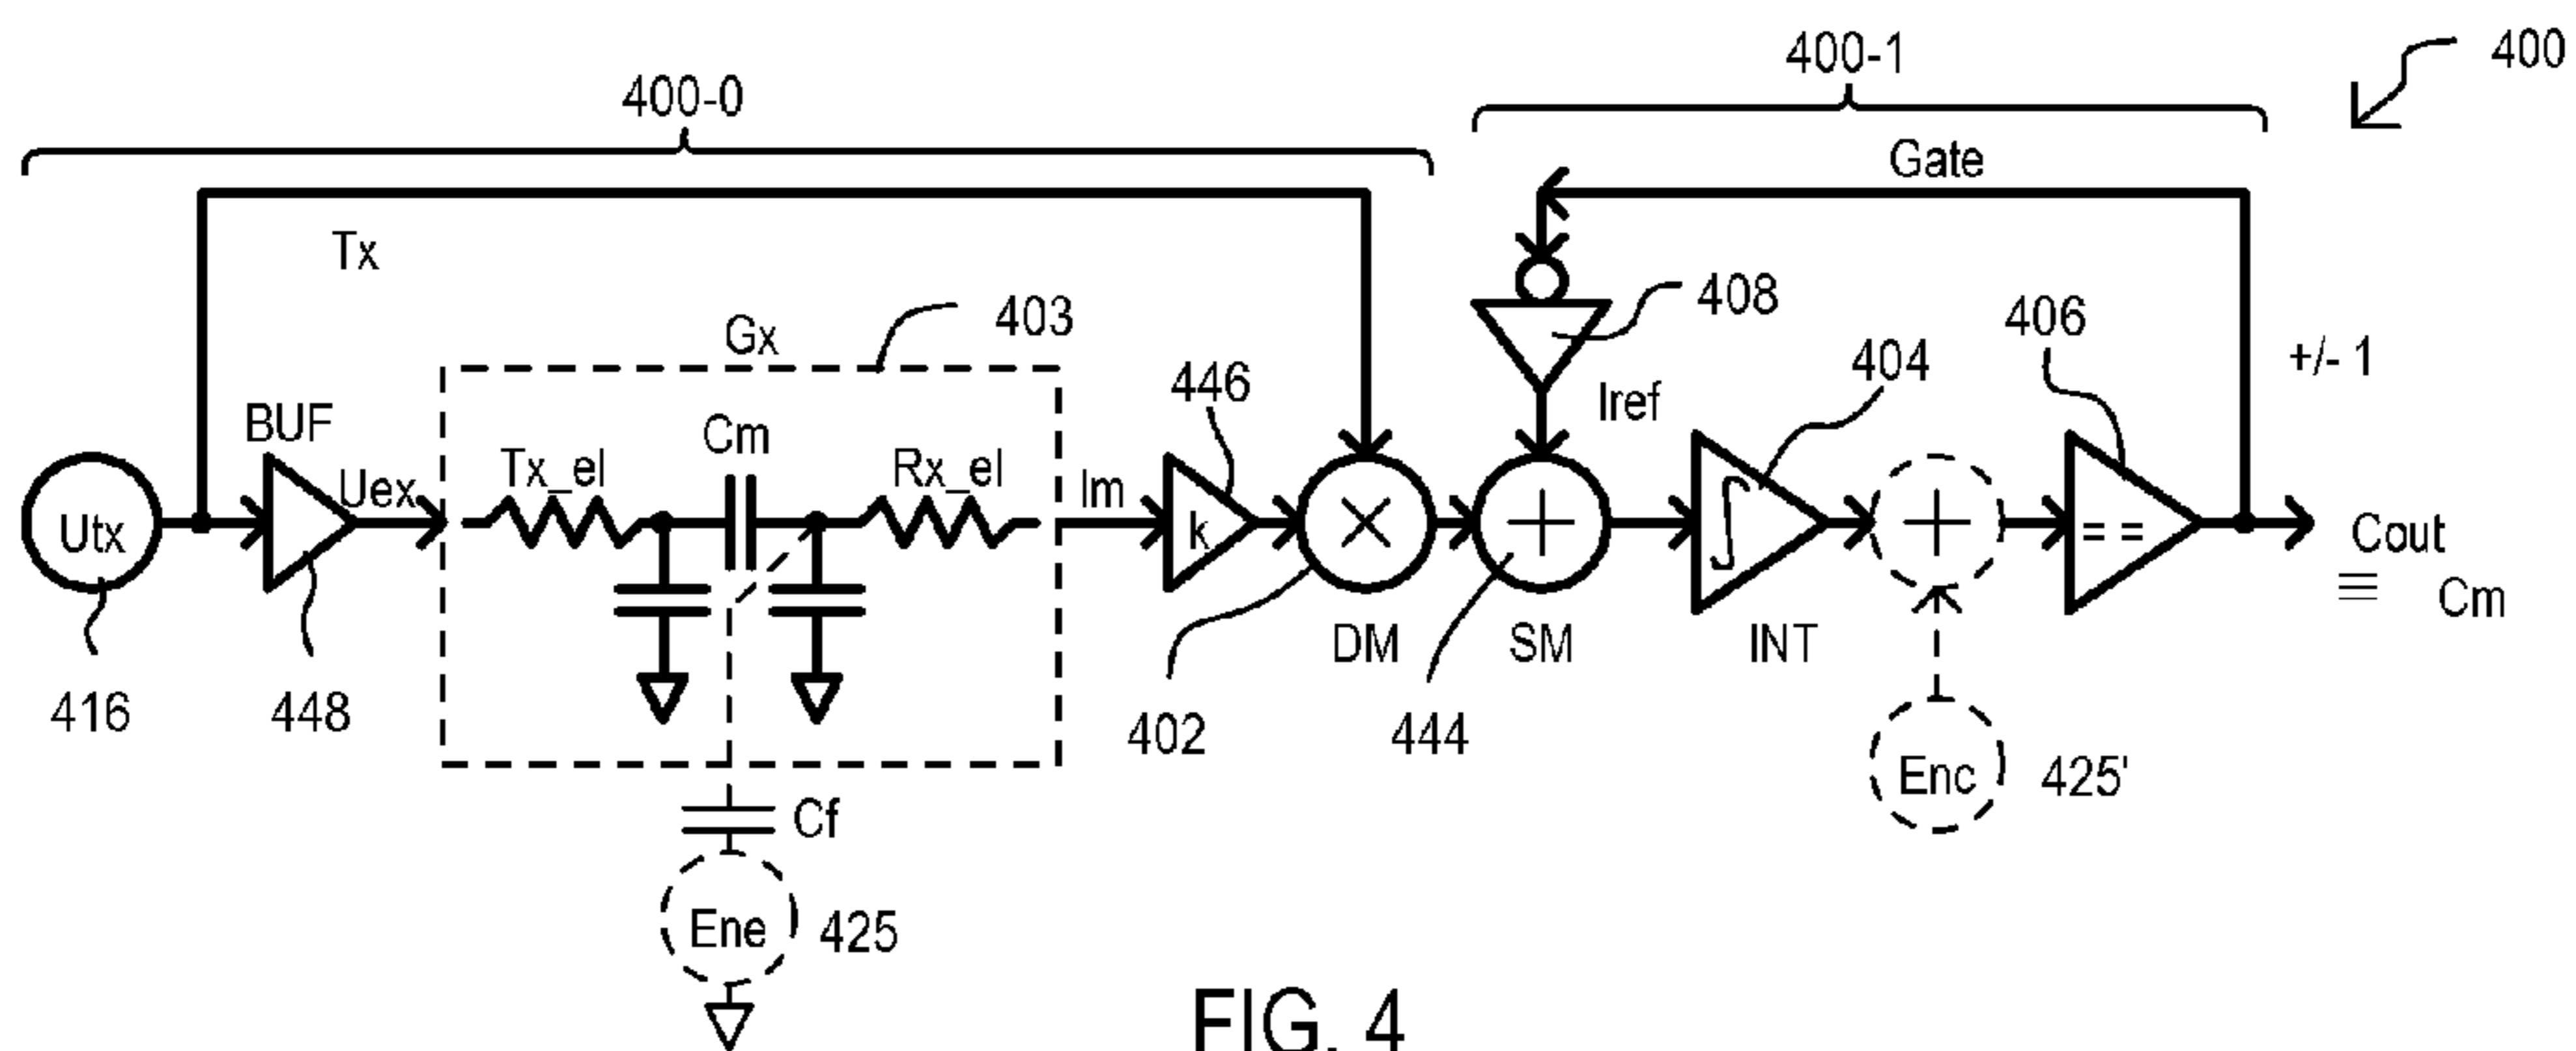 400-1
400
400-0
Gate
Tx
408
403
Gx
406
+/- 1
404
446
Iref
BUF
Cm
Tx_el
Rx_el
Uex
Im
Utx
k
×
+
∫
+
= =
Cout
≡
Cm
DM
SM
INT
416
448
402
444
Enc
425'
Cf
Ene
425
FIG. 4